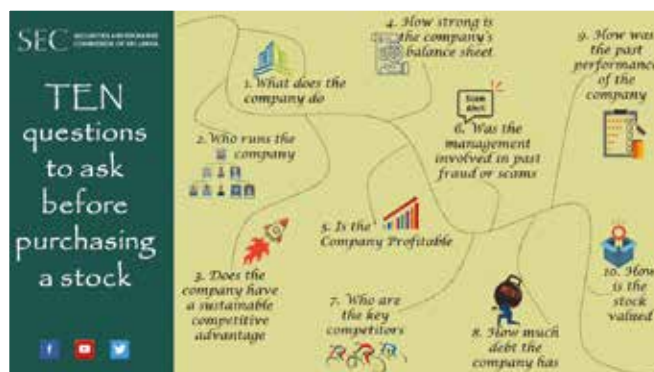 SEC
SECURITIES AND EXCHANGE
COMMISSION OF SRI LANKA
TEN
questions
to ask
before
purchasing
a stock
1. What does the
company do
2. Who runs the
company
3. Does the
company have
a sustainable
competitive
advantage
4. How strong is
the company's
balance sheet
5. Is the
Company Profitable
Scam
Alert
6. Was the
management
involved in past
fraud or scams
7. Who are
the key
competitors
8. How much
debt the
company has
9. How was
the past
performance
of the
company
10. How
is the
stock
valued